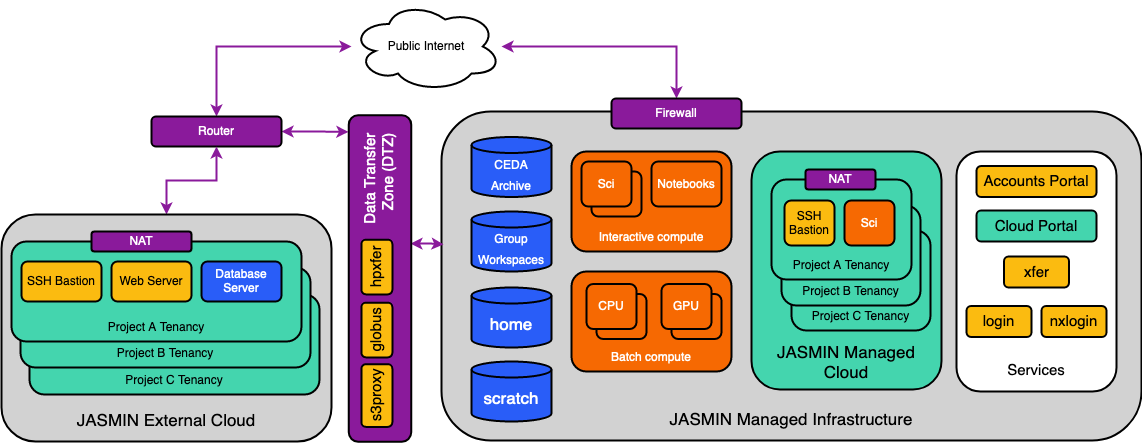 Public Internet
Router
Firewall
Data Transfer
Zone (DTZ)
hpxfer
globus
s3proxy
NAT
SSH Bastion
Web Server
Database
Server
Project A Tenancy
Project B Tenancy
Project C Tenancy
JASMIN External Cloud
CEDA
Archive
Group
Workspaces
home
scratch
Sci
Notebooks
Interactive compute
CPU
GPU
Batch compute
NAT
SSH
Bastion
Sci
Project A Tenancy
Project B Tenancy
Project C Tenancy
JASMIN Managed
Cloud
Accounts Portal
Cloud Portal
xfer
login
nxlogin
Services
JASMIN Managed Infrastructure